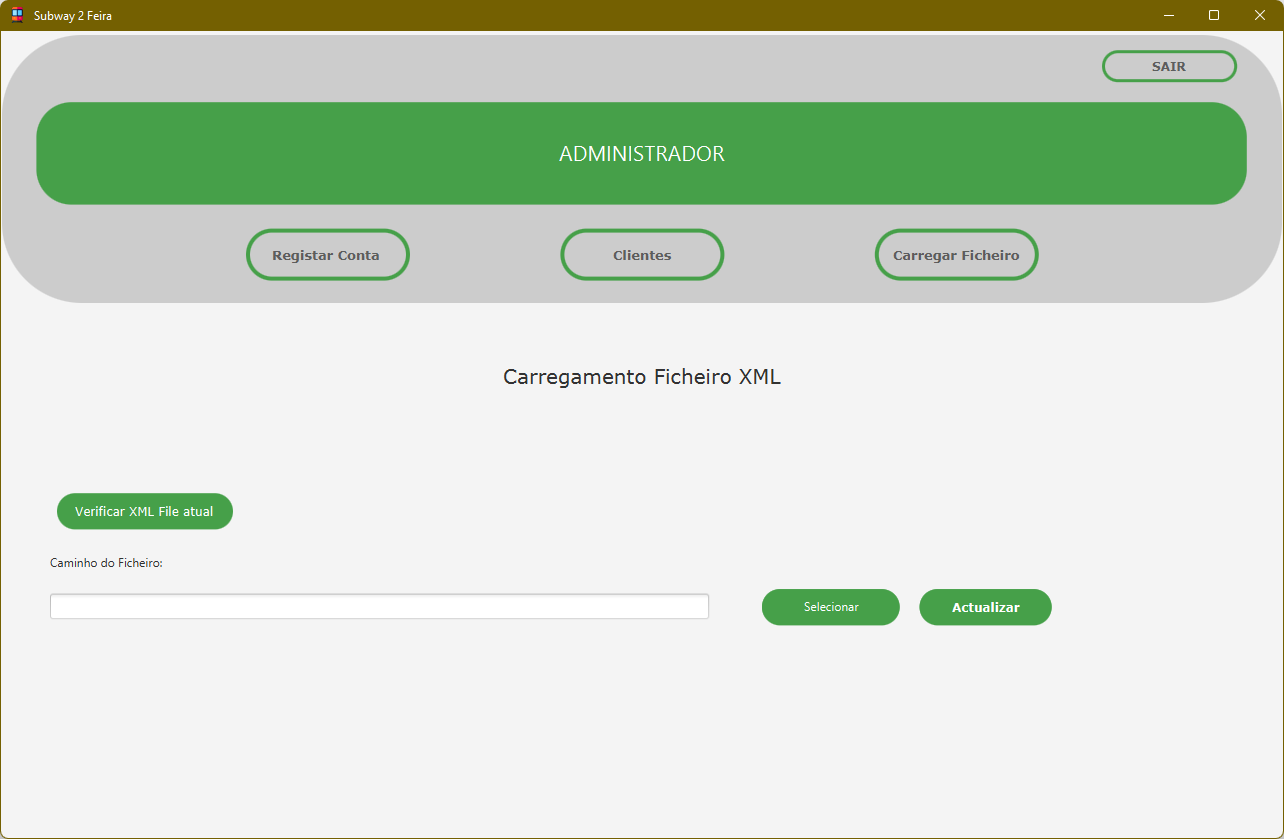 Subway 2 Feira
SAIR
ADMINISTRADOR
Registar Conta
Clientes
Carregar Ficheiro
Carregamento Ficheiro XML
Verificar XML File atual
Caminho do Ficheiro:
Selecionar
Actualizar